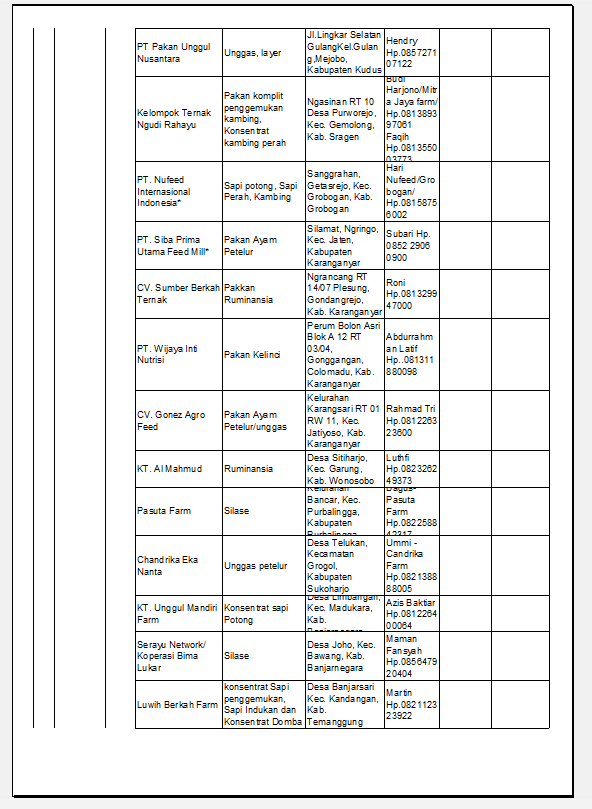 PT Pakan Unggul
Nusantara
Unggas, layer
Jl.Lingkar Selatan
GulangKel.Gulan
g,Mejobo,
Kabupaten Kudus
Hendry
Hp.0857271
07122
Kelompok Ternak
Ngudi Rahayu
Pakan komplit
penggemukan
kambing,
Konsentrat
kambing perah
Ngasinan RT 10
Desa Purworejo,
Kec. Gemolong,
Kab. Sragen
Budi
Harjono/Mitr
a Jaya farm/
Hp.0813893
97061
Faqih
Hp.0813550
03773
PT. Nufeed
Internasional
Indonesia*
Sapi potong, Sapi
Perah, Kambing
Sanggrahan,
Getasrejo, Kec.
Grobogan, Kab.
Grobogan
Hari
Nufeed/Gro
bogan/
Hp.0815875
6002
PT. Siba Prima
Utama Feed Mill*
Pakan Ayam
Petelur
Silamat, Ngringo,
Kec. Jaten,
Kabupaten
Karanganyar
Subari Hp.
0852 2906
0900
CV. Sumber Berkah
Ternak
Pakkan
Ruminansia
Ngrancang RT
14/07 Plesung,
Gondangrejo,
Kab. Karanganyar
Roni
Hp.0813299
47000
PT. Wijaya Inti
Nutrisi
Pakan Kelinci
Perum Bolon Asri
Blok A 12 RT
03/04,
Gonggangan,
Colomadu, Kab.
Karanganyar
Abdurrahm
an Latif
Hp..081311
880098
CV. Gonez Agro
Feed
Pakan Ayam
Petelur/unggas
Kelurahan
Karangsari RT 01
RW 11, Kec.
Jatiyoso, Kab.
Karanganyar
Rahmad Tri
Hp.0812263
23600
KT. Al Mahmud
Ruminansia
Desa Sitiharjo,
Kec. Garung,
Kab. Wonosobo
Luthfi
Hp.0823262
49373
Pasuta Farm
Silase
Kelurahan
Bancar, Kec.
Purbalingga,
Kabupaten
Purbalingga
Bagus-
Pasuta
Farm
Hp.0822588
42317
Chandrika Eka
Nanta
Unggas petelur
Desa Telukan,
Kecamatan
Grogol,
Kabupaten
Sukoharjo
Ummi -
Candrika
Farm
Hp.0821388
88005
KT. Unggul Mandiri
Farm
Konsentrat sapi
Potong
Desa Limbangan,
Kec. Madukara,
Kab.
Banjarnegara
Azis Baktiar
Hp.0812264
00064
Serayu Network/
Koperasi Bima
Lukar
Silase
Desa Joho, Kec.
Bawang, Kab.
Banjarnegara
Maman
Fansyah
Hp.0856479
20404
Luwih Berkah Farm
konsentrat Sapi
penggemukan,
Sapi Indukan dan
Konsentrat Domba
Desa Banjarsari
Kec. Kandangan,
Kab.
Temanggung
Martin
Hp.0821123
23922